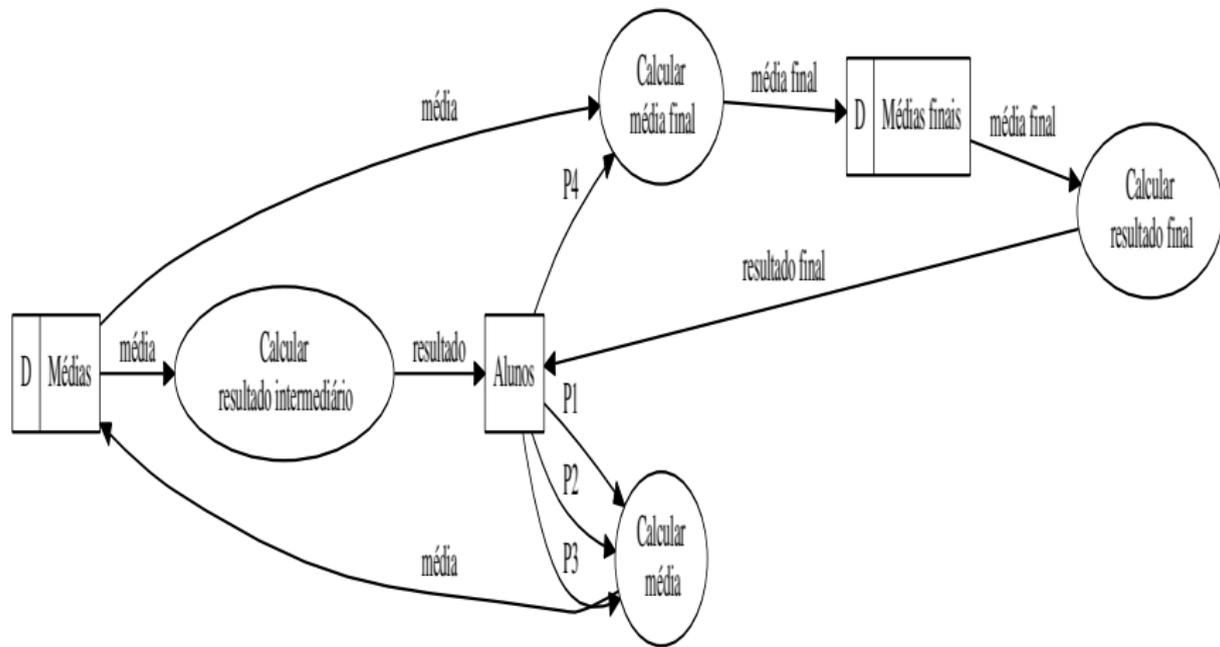 Calcular
média final
média final
D
Médias finais
média final
média
P4
Calcular
resultado final
resultado final
D
Médias
média
Calcular
resultado intermediário
resultado
Alunos
P1
P2
P3
Calcular
média
média